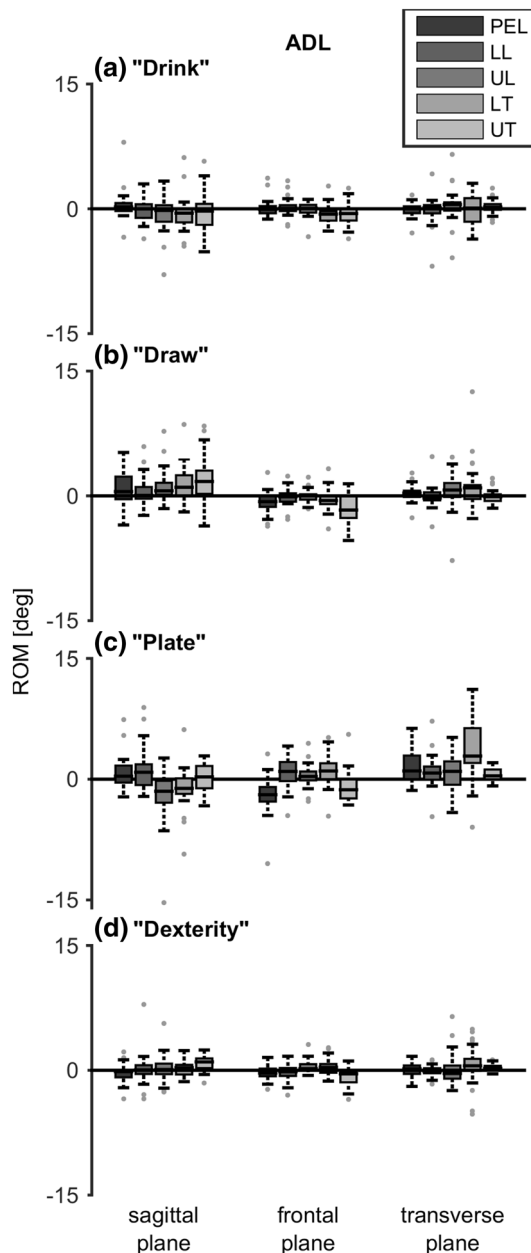 ADL
PEL
LL
UL
LT
UT
(a) "Drink"
15
0
-15
(b) "Draw"
15
0
-15
ROM [deg]
(c) "Plate"
15
0
-15
(d) "Dexterity"
15
0
-15
sagittal plane
frontal plane
transverse plane